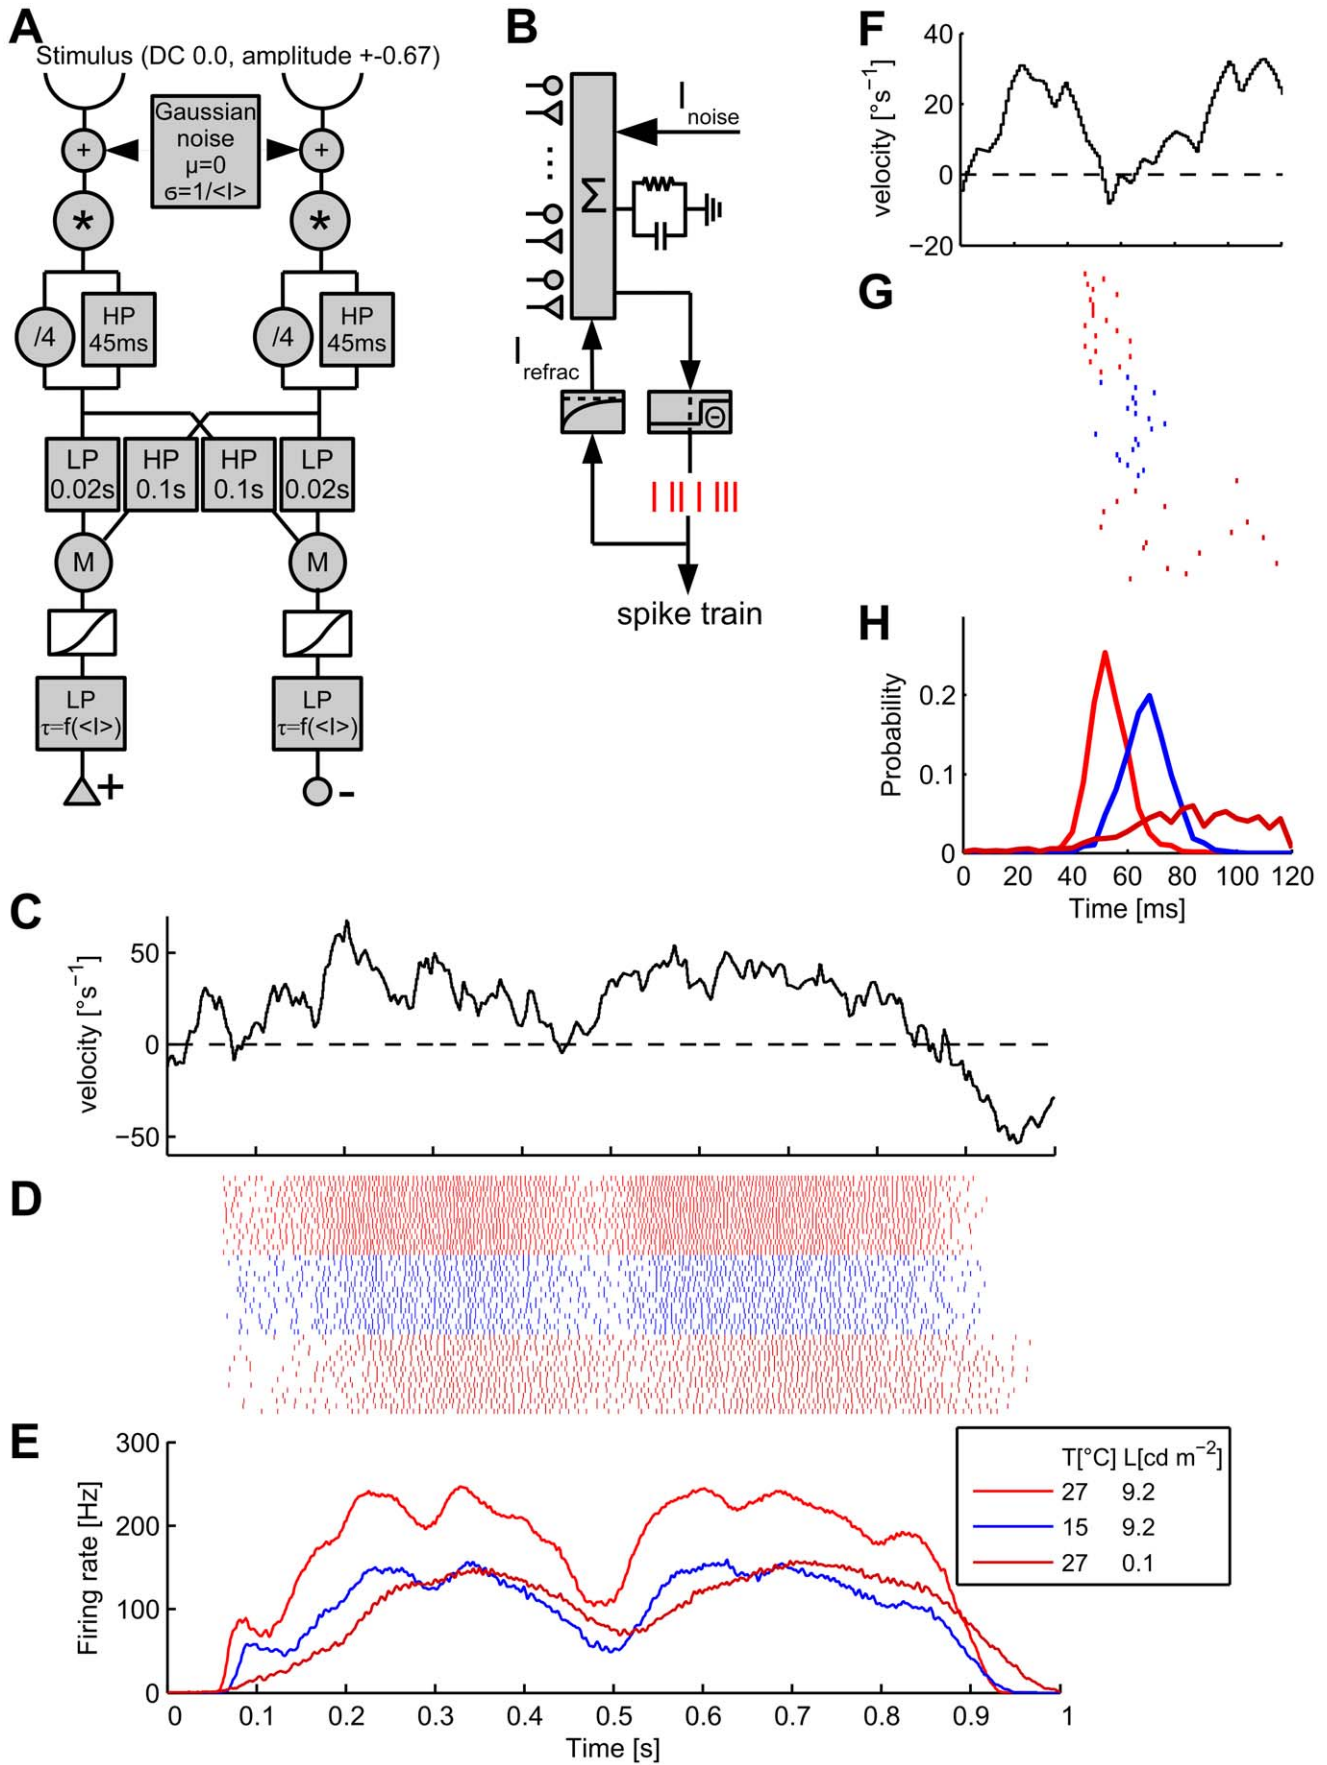 A
Stimulus (DC 0.0, amplitude +-0.67)
Gaussian
noise
μ=0
ϭ=1/<I>
+
+
*
*
/4
HP
45ms
/4
HP
45ms
LP
0.02s
HP
0.1s
HP
0.1s
LP
0.02s
M
M
LP
τ=f(<I>)
LP
τ=f(<I>)
+
-
B
I noise
Σ
I refrac
Θ
spike train
F
velocity [°s−1]
40
20
0
−20
G
H
Probability
0.2
0.1
0
0 20 40 60 80 100 120
Time [ms]
C
velocity [°s−1]
50
0
−50
D
E
Firing rate [Hz]
300
200
100
0
0 0.1 0.2 0.3 0.4 0.5 0.6 0.7 0.8 0.9 1
Time [s]
T[°C] L[cd m−2]
27 9.2
15 9.2
27 0.1